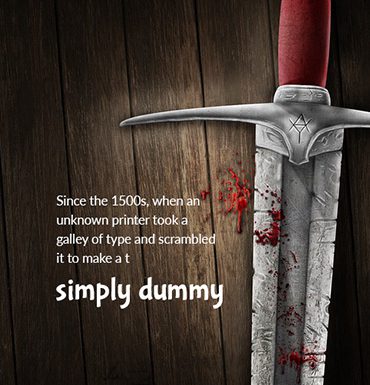 Since the 1500s, when an
unknown printer took a
galley of type and scrambled
it to make a t
simply dummy